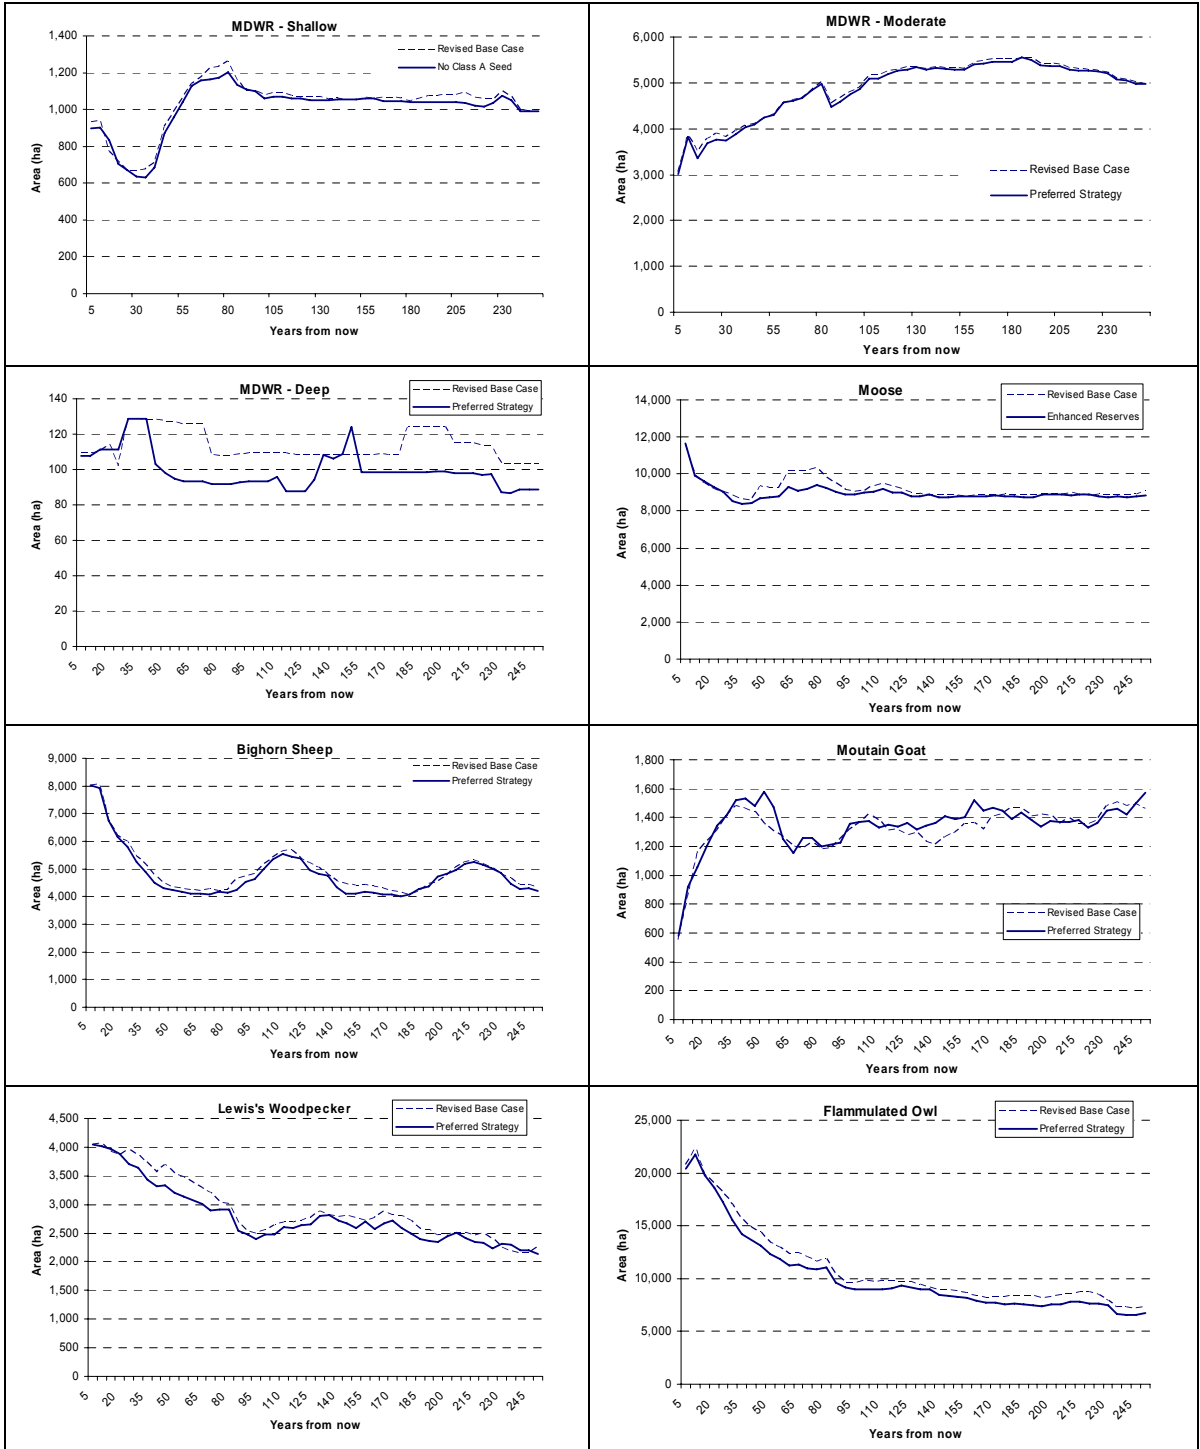 MDWR - Shallow
1,400
1,200
1,000
800
600
400
200
0
Area (ha)
Revised Base Case
No Class A Seed
5 30 55 80 105 130 155 180 205 230
Years from now
MDWR - Moderate
6,000
5,000
4,000
3,000
2,000
1,000
0
Area (ha)
Revised Base Case
Preferred Strategy
5 30 55 80 105 130 155 180 205 230
Years from now
MDWR - Deep
140
120
100
80
60
40
20
0
Area (ha)
Revised Base Case
Preferred Strategy
5 20 35 50 65 80 95 110 125 140 155 170 185 200 215 230 245
Years from now
Moose
14,000
12,000
10,000
8,000
6,000
4,000
2,000
0
Area (ha)
Revised Base Case
Enhanced Reserves
5 20 35 50 65 80 95 110 125 140 155 170 185 200 215 230 245
Years from now
Bighorn Sheep
9,000
8,000
7,000
6,000
5,000
4,000
3,000
2,000
1,000
0
Area (ha)
Revised Base Case
Preferred Strategy
5 20 35 50 65 80 95 110 125 140 155 170 185 200 215 230 245
Years from now
Moutain Goat
1,800
1,600
1,400
1,200
1,000
800
600
400
200
0
Area (ha)
Revised Base Case
Preferred Strategy
5 20 35 50 65 80 95 110 125 140 155 170 185 200 215 230 245
Years from now
Lewis's Woodpecker
4,500
4,000
3,500
3,000
2,500
2,000
1,500
1,000
500
0
Area (ha)
Revised Base Case
Preferred Strategy
5 20 35 50 65 80 95 110 125 140 155 170 185 200 215 230 245
Years from now
Flammulated Owl
25,000
20,000
15,000
10,000
5,000
0
Area (ha)
Revised Base Case
Preferred Strategy
5 20 35 50 65 80 95 110 125 140 155 170 185 200 215 230 245
Years from now